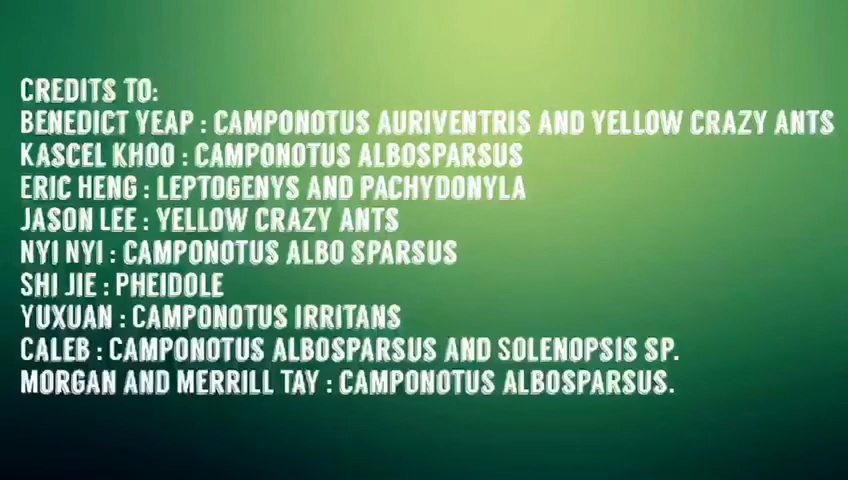 CREDITS TO:
BENEDICT YEAP : CAMPONOTUS AURIVENTRIS AND YELLOW CRAZY ANTS
KASCEL KHOO : CAMPONOTUS ALBOSPARSUS
ERIC HENG : LEPTOGENYS AND PACHYDONYLA
JASON LEE : YELLOW CRAZY ANTS
NYI NYI : CAMPONOTUS ALBO SPARSUS
SHI JIE : PHEIDOLE
YUXUAN : CAMPONOTUS IRRITANS
CALEB : CAMPONOTUS ALBOSPARSUS AND SOLENOPSIS SP.
MORGAN AND MERRILL TAY : CAMPONOTUS ALBOSPARSUS.